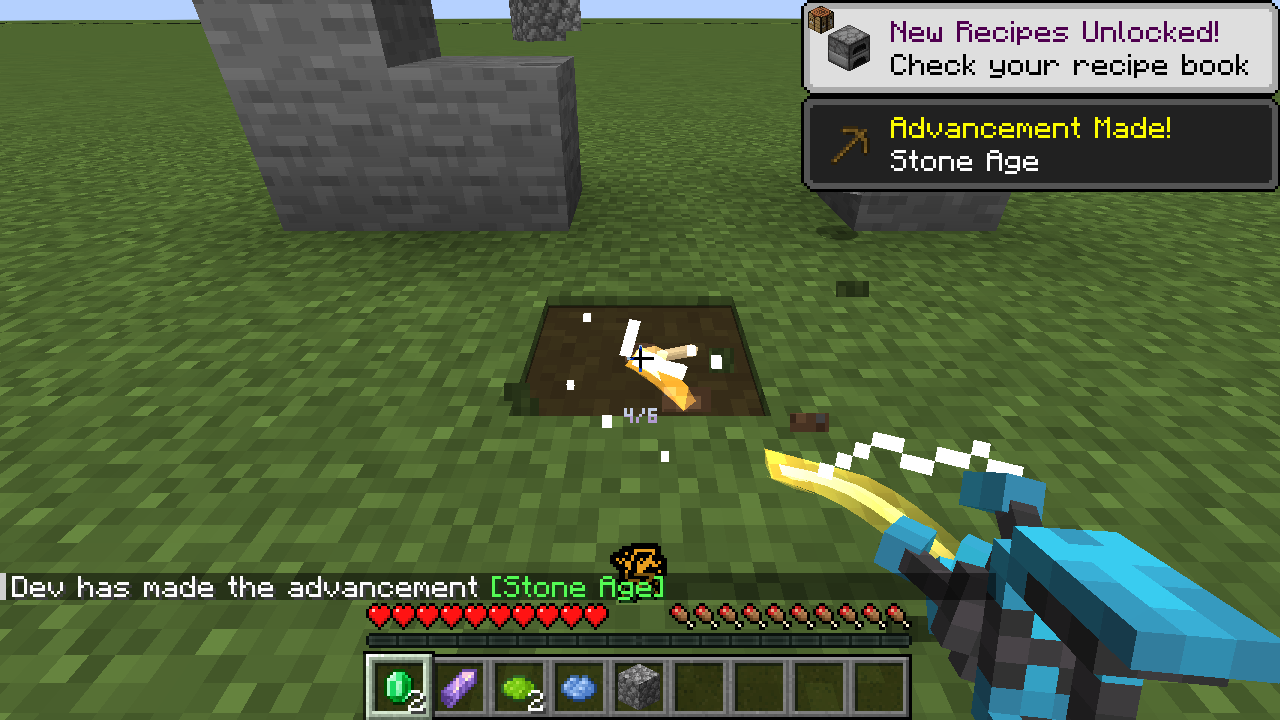 New Recipes Unlocked!
Check your recipe book
Advancement Made!
Stone Age
4/6
Dev has made the advancement [Stone Age]
2
2